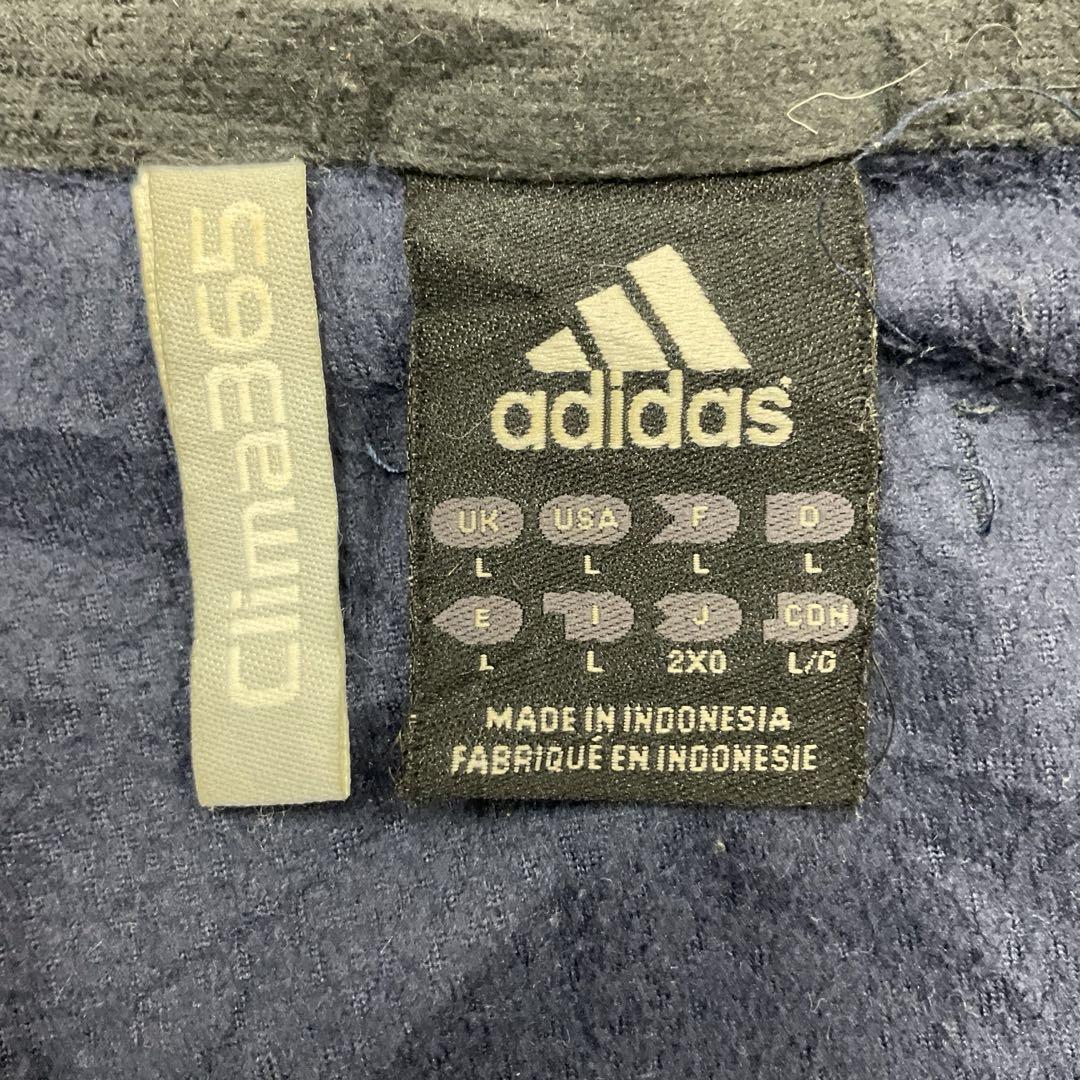 Clima365
adidas
UK USA F D
L L L L
E I J CDN
L L 2XO L/G
MADE IN INDONESIA
FABRIQUÉ EN INDONESIE